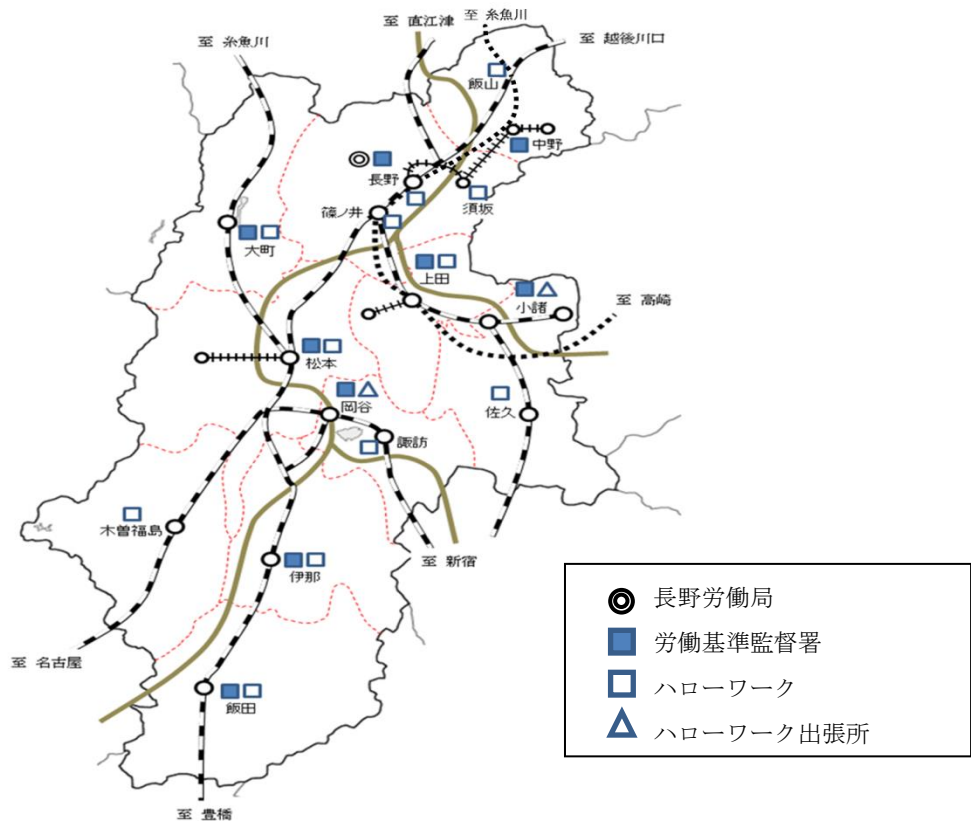 至 糸魚川
至 直江津
至 糸魚川
至 越後川口
飯山
中野
長野
須坂
篠ノ井
大町
上田
小諸
至 高崎
松本
岡谷
佐久
諏訪
木曽福島
至 新宿
伊那
至 名古屋
飯田
至 豊橋
長野労働局
労働基準監督署
ハローワーク
ハローワーク出張所